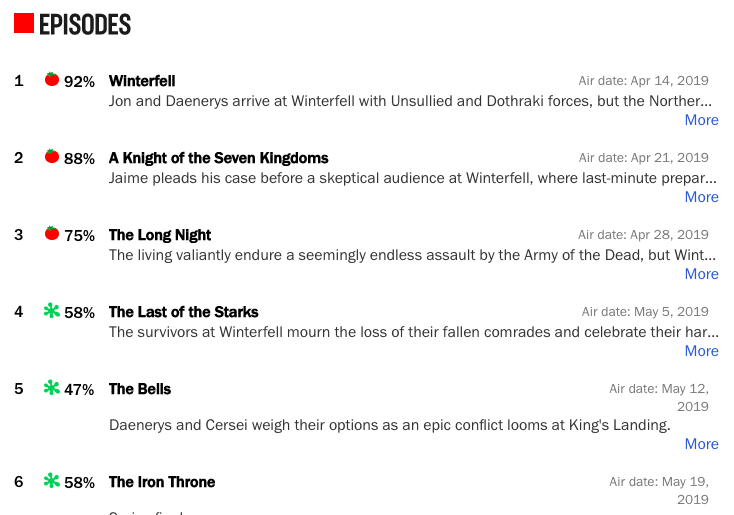 EPISODES
1 92% Winterfell Air date: Apr 14, 2019
Jon and Daenerys arrive at Winterfell with Unsullied and Dothraki forces, but the Norther...
More
2 88% A Knight of the Seven Kingdoms Air date: Apr 21, 2019
Jaime pleads his case before a skeptical audience at Winterfell, where last-minute prepar...
More
3 75% The Long Night Air date: Apr 28, 2019
The living valiantly endure a seemingly endless assault by the Army of the Dead, but Wint...
More
4 58% The Last of the Starks Air date: May 5, 2019
The survivors at Winterfell mourn the loss of their fallen comrades and celebrate their har...
More
5 47% The Bells Air date: May 12,
2019
Daenerys and Cersei weigh their options as an epic conflict looms at King's Landing.
More
6 58% The Iron Throne Air date: May 19,
2019